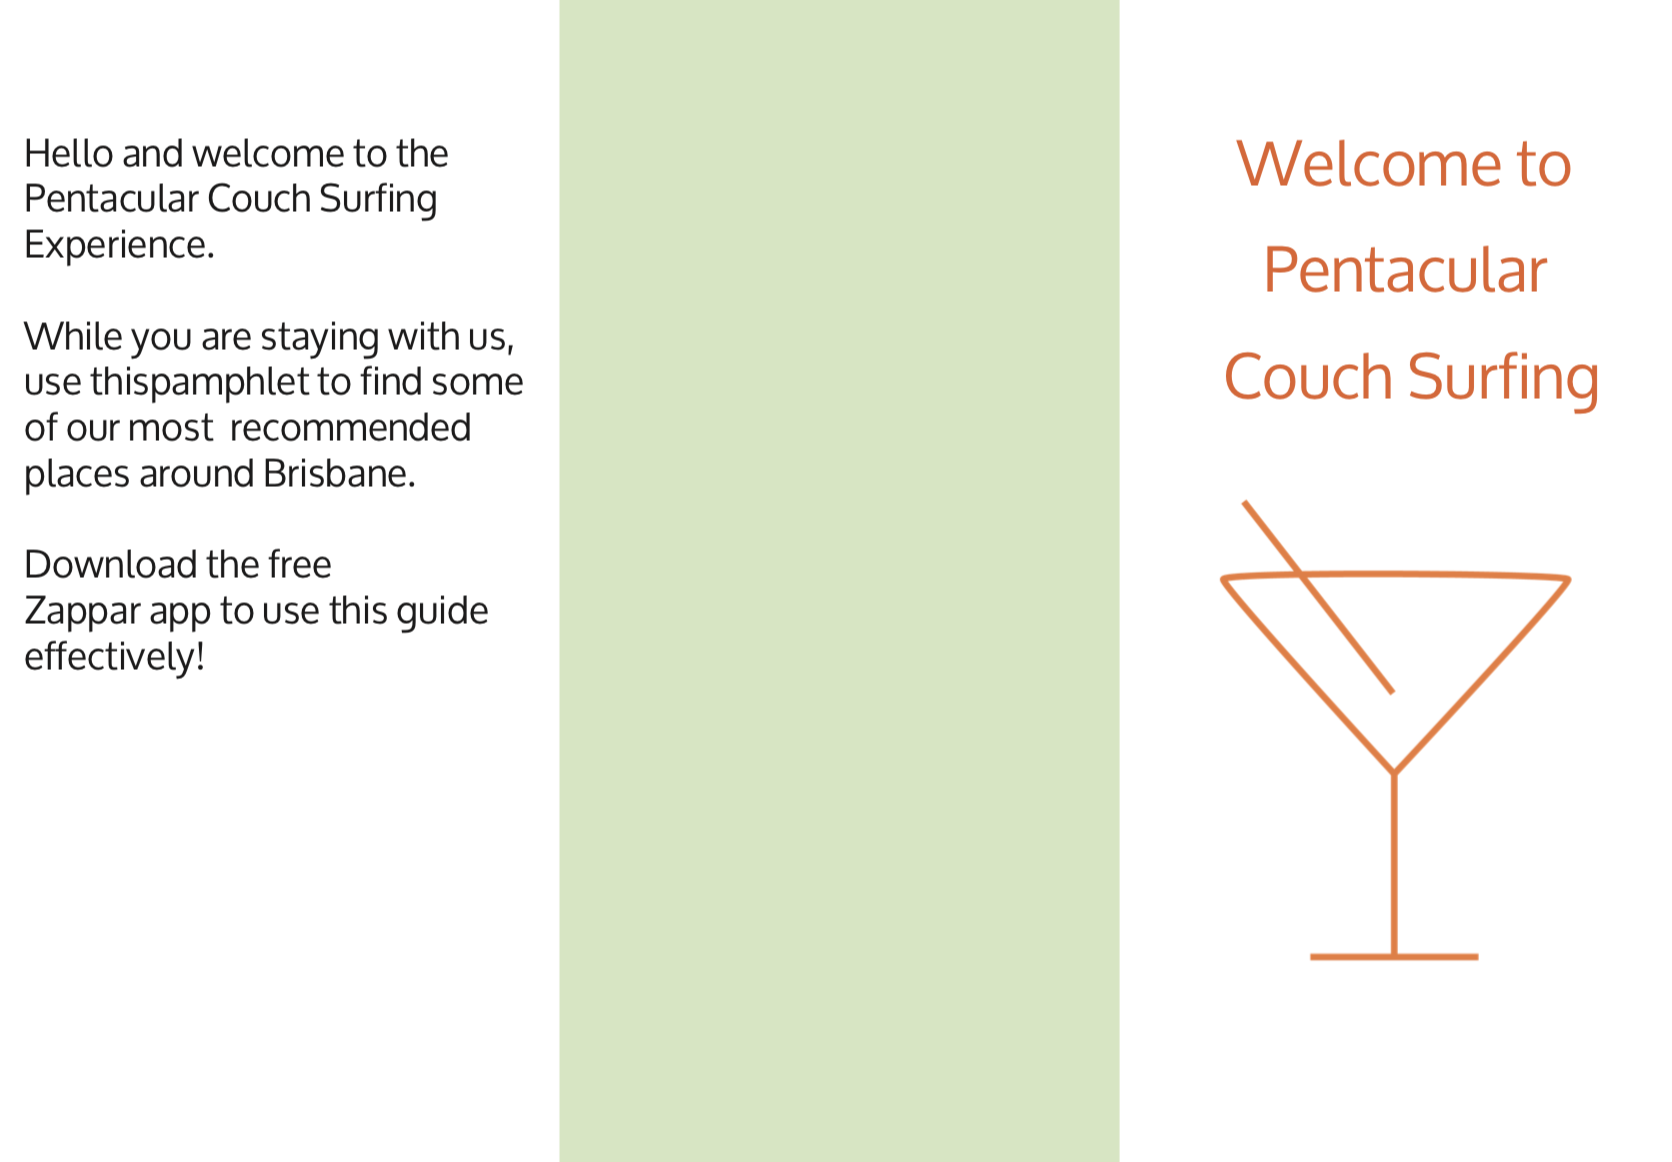 Hello and welcome to the
Pentacular Couch Surfing
Experience.
While you are staying with us,
use thispamphlet to find some
of our most  recommended
places around Brisbane.
Download the free
Zappar app to use this guide
effectively!
Welcome to
Pentacular
Couch Surfing